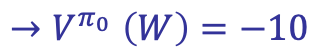 → V^{π₀} (W) = −10